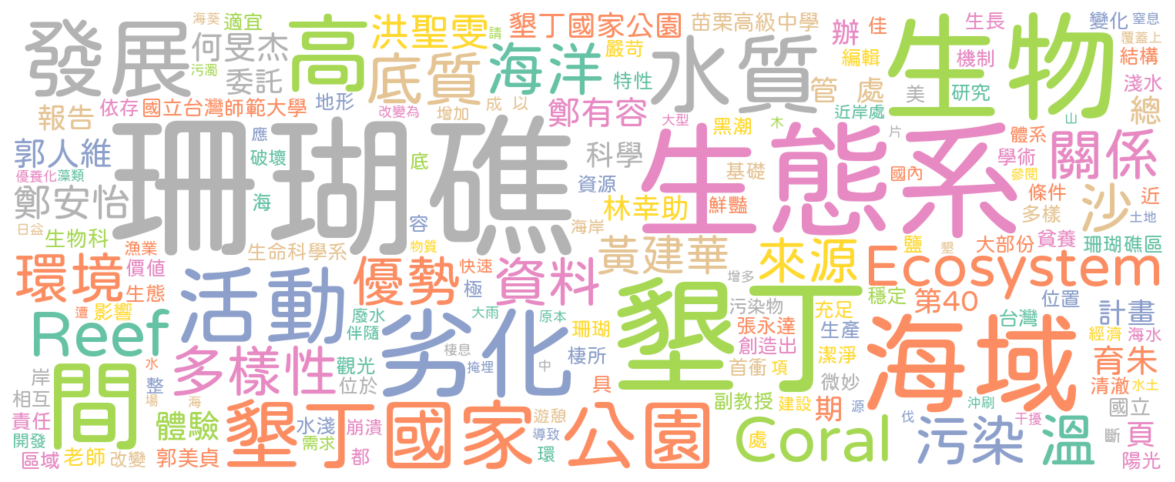 海葵 適宜 洪聖雯 請 墾丁國家公園 苗栗高級中學 辦 佳 生長 變化 窒息
發展 何旻杰 高 嚴苛 編輯 機制 覆蓋上
污濁 委託 底質 海洋 特性 水質 管 處 美 研究 生物 結構 淺水
依存 國立台灣師範大學 地形 改變為 增加 成 以 鄭有容 近岸處 山 總
報告 應 大型 黑潮 木 片 體系
郭人維 珊瑚礁 破壞 底 科學 基礎 生態系 國內 學術 關係
優養化 藻類 資源 參閱
鄭安怡 海 容 林幸助 鮮豔 條件 沙 近
日益 多樣 土地
生物科 漁業 生命科學系 物質 海岸 黃建華 來源 鹽 大部份 貧養 珊瑚礁區
環境 價值 優勢 快速 資料 墾 Ecosystem
生態 活動 極 增多 墾丁 穩定 第40 位置 計畫
遭 影響 廢水 大雨 原本 珊瑚 污染物 充足 海域 台灣 經濟 海水
Reef 伴隨 劣化 張永達 生產
水 多樣性 觀光 棲息 棲所 創造出 潔淨 育朱
岸 間 整 位於 掩埋 中 首衝 項 微妙 清澈 水土
相互 場 海 具 國立
責任 體驗 墾丁國家公園 水淺 遊憩 副教授 建設 期 源 沖刷 干擾
開發 需求 崩潰 導致 Coral 處 伐 污染 溫 斷 頁
區域 老師 改變 郭美貞 都 環 陽光